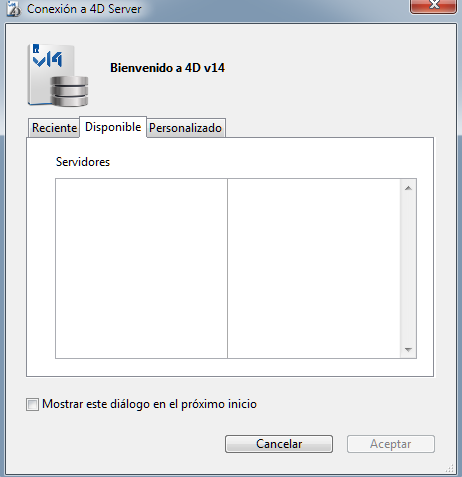 Conexión a 4D Server
v14
Bienvenido a 4D v14
Reciente Disponible Personalizado
Servidores
Mostrar este diálogo en el próximo inicio
Cancelar Aceptar